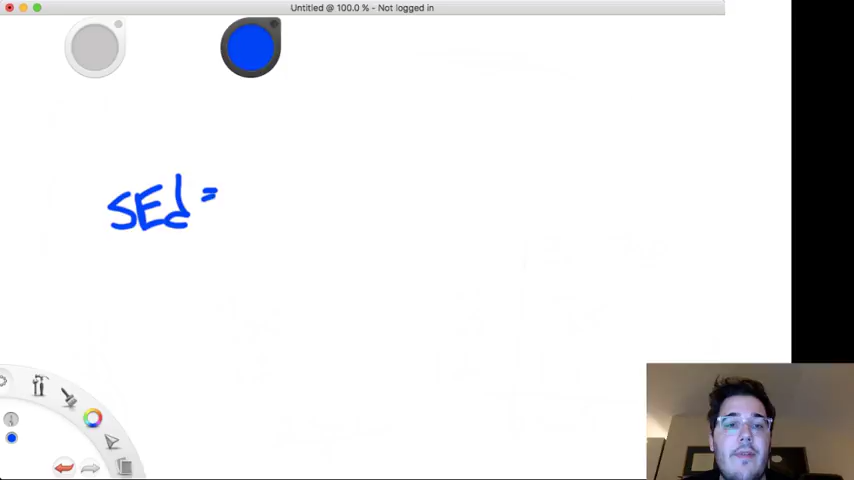 Untitled @ 100.0 % - Not logged in
SEd =